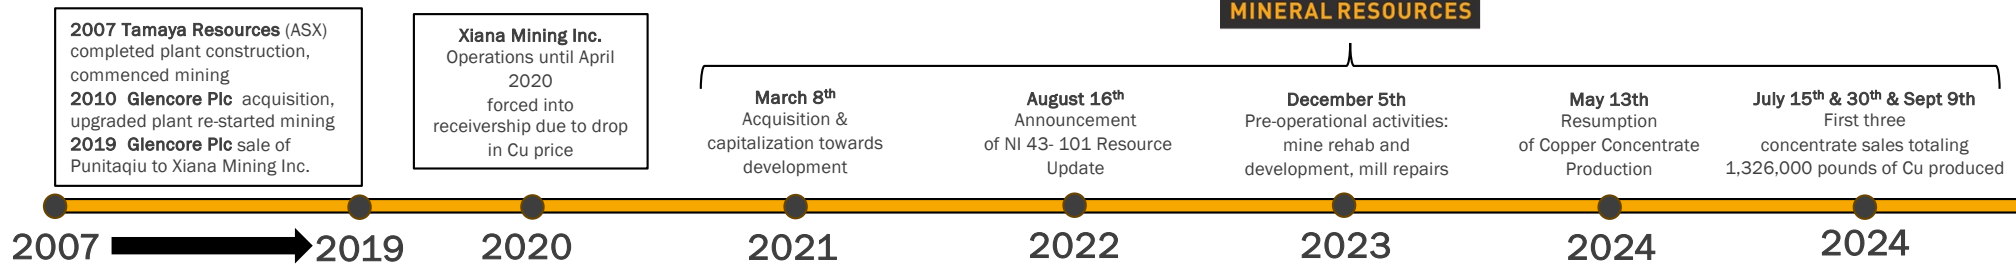 MINERAL RESOURCES
2007 Tamaya Resources (ASX)
completed plant construction,
commenced mining
2010 Glencore Plc acquisition,
upgraded plant re-started mining
2019 Glencore Plc sale of
Punitaqiu to Xiana Mining Inc.
Xiana Mining Inc.
Operations until April
2020
forced into
receivership due to drop
in Cu price
March 8th
Acquisition &
capitalization towards
development
August 16th
Announcement
of NI 43- 101 Resource
Update
December 5th
Pre-operational activities:
mine rehab and
development, mill repairs
May 13th
Resumption
of Copper Concentrate
Production
July 15th & 30th & Sept 9th
First three
concentrate sales totaling
1,326,000 pounds of Cu produced
2007
2019
2020
2021
2022
2023
2024
2024